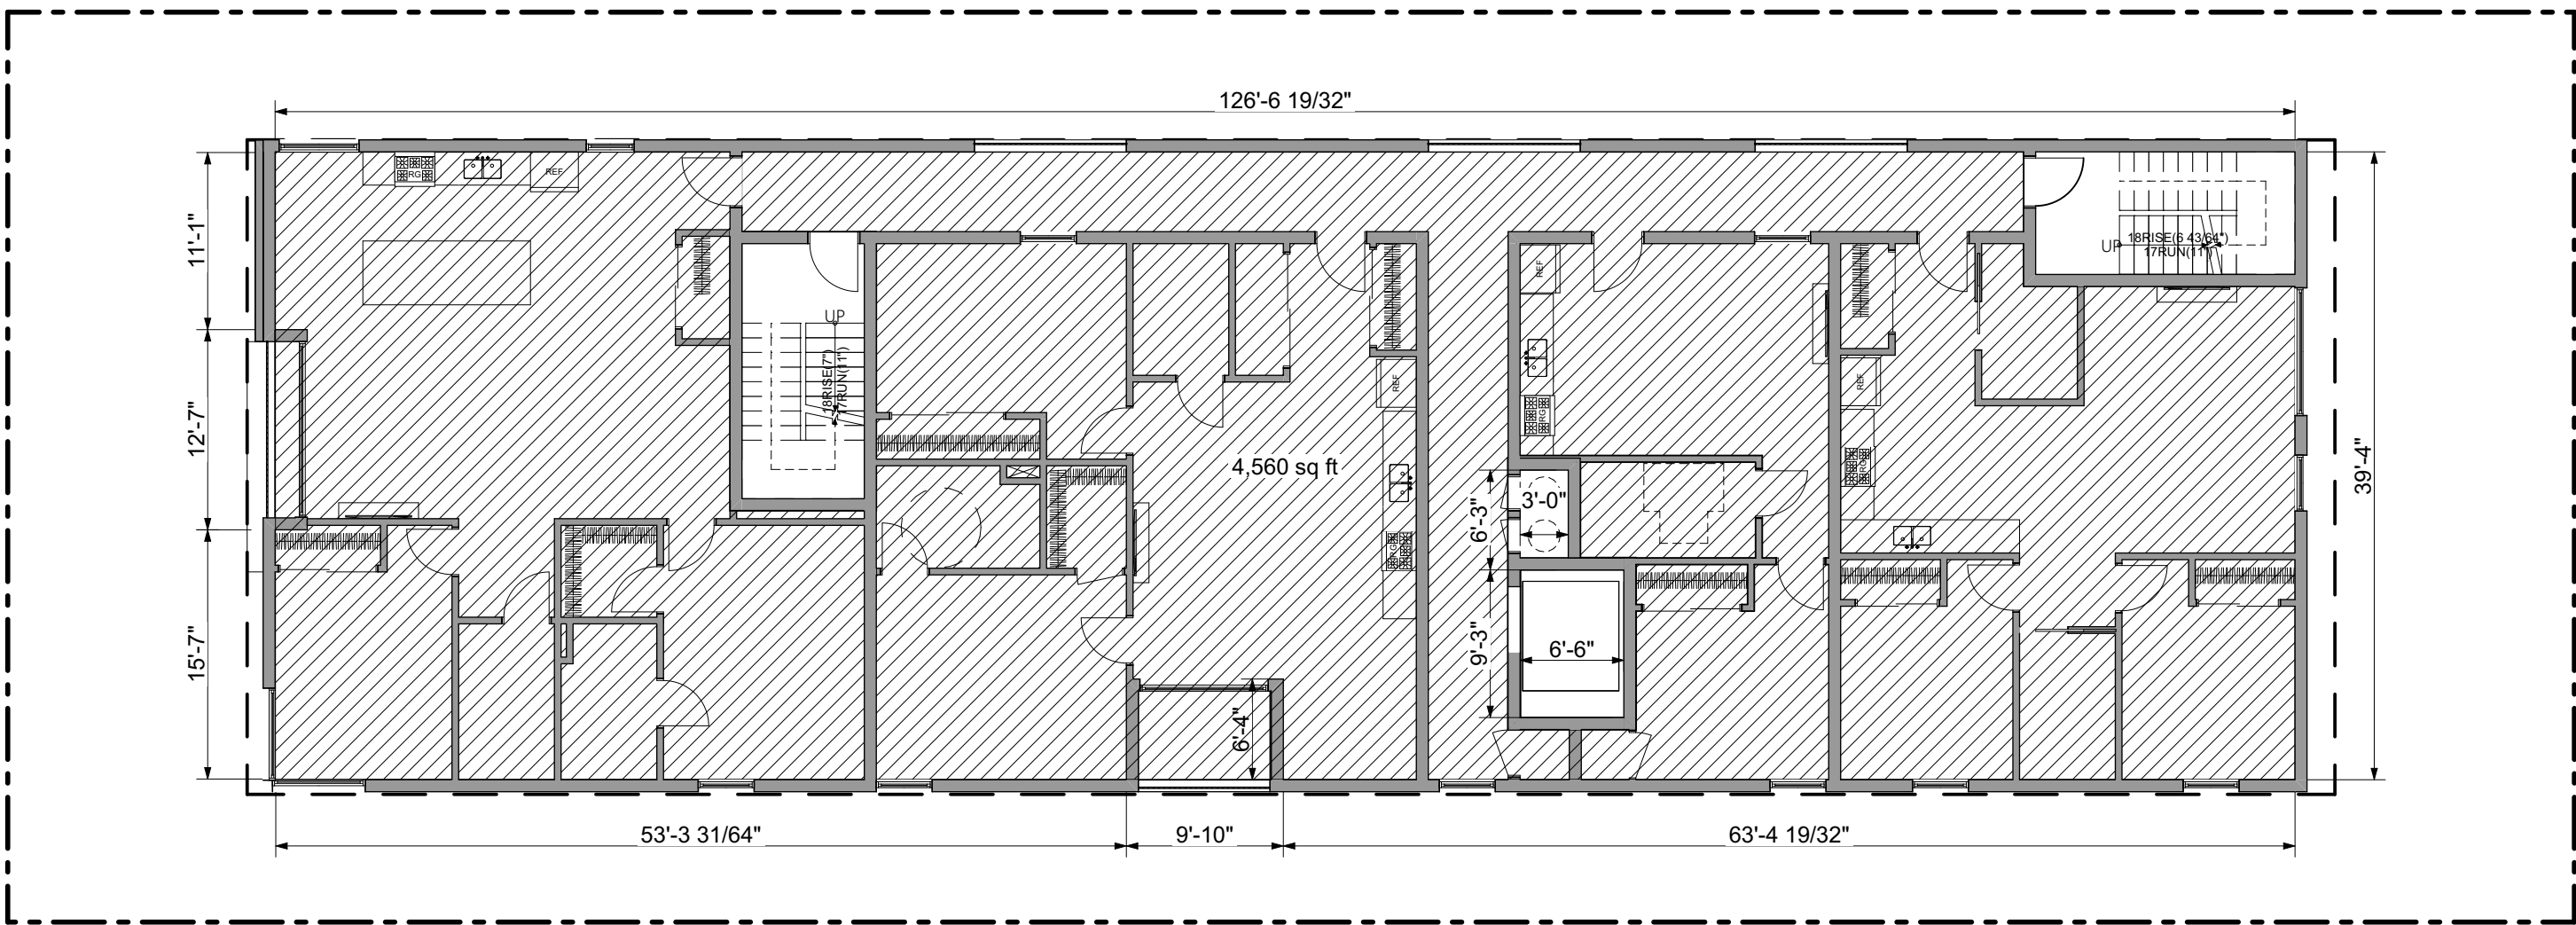 126'-6 19/32"
RG
REF
11'-1"
UP
18RISE(6 43/64")
17RUN(11")
REF
UP
18RISE(7")
17RUN(11")
REF
REF
RG
12'-7"
4,560 sq ft
39'-4"
RG
6'-3"
3'-0"
RG
15'-7"
9'-3"
6'-6"
6'-4"
53'-3 31/64"
9'-10"
63'-4 19/32"